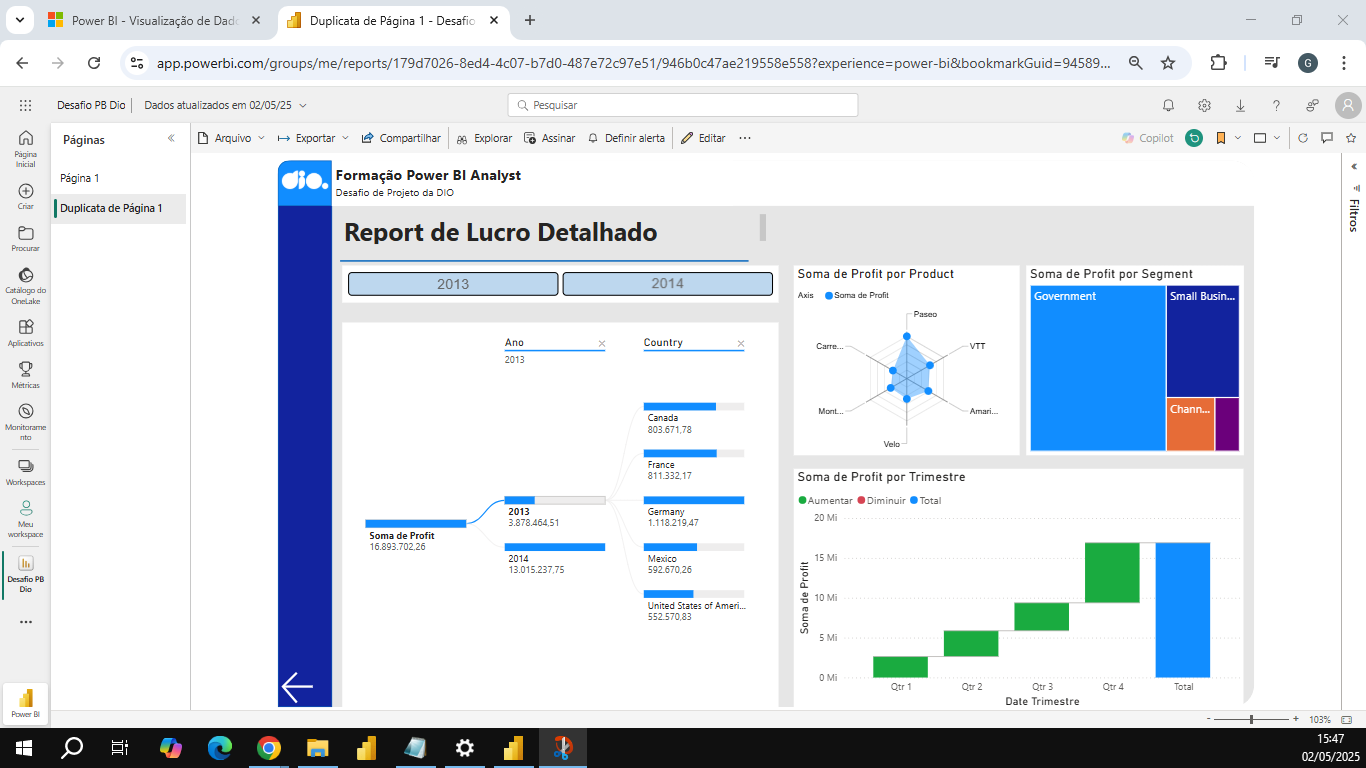 Power BI - Visualização de Dado
Duplicata de Página 1 - Desafio
app.powerbi.com/groups/me/reports/179d7026-8ed4-4c07-b7d0-487e72c97e51/946b0c47ae219558e558?experience=power-bi&bookmarkGuid=94589...
G
Desafio PB Dio
Dados atualizados em 02/05/25
Pesquisar
Páginas
Arquivo
Exportar
Compartilhar
Explorar
Assinar
Definir alerta
Editar
Copilot
Página 1
Duplicata de Página 1
Página
Inicial
Criar
Procurar
Catálogo do
OneLake
Aplicativos
Métricas
Monitorame
nto
Workspaces
Meu
workspace
Desafio PB
Dio
Power BI
Filtros
dio.
Formação Power BI Analyst
Desafio de Projeto da DIO
Report de Lucro Detalhado
2013
2014
Ano
2013
Country
Soma de Profit
16.893.702,26
2013
3.878.464,51
2014
13.015.237,75
Canada
803.671,78
France
811.332,17
Germany
1.118.219,47
Mexico
592.670,26
United States of Ameri...
552.570,83
Soma de Profit por Product
Axis
Soma de Profit
Paseo
VTT
Amari...
Velo
Mont...
Carre...
Soma de Profit por Segment
Government
Small Busin...
Chann...
Soma de Profit por Trimestre
Aumentar
Diminuir
Total
Soma de Profit
20 Mi
15 Mi
10 Mi
5 Mi
0 Mi
Qtr 1
Qtr 2
Qtr 3
Qtr 4
Total
Date Trimestre
- + 103%
15:47
02/05/2025